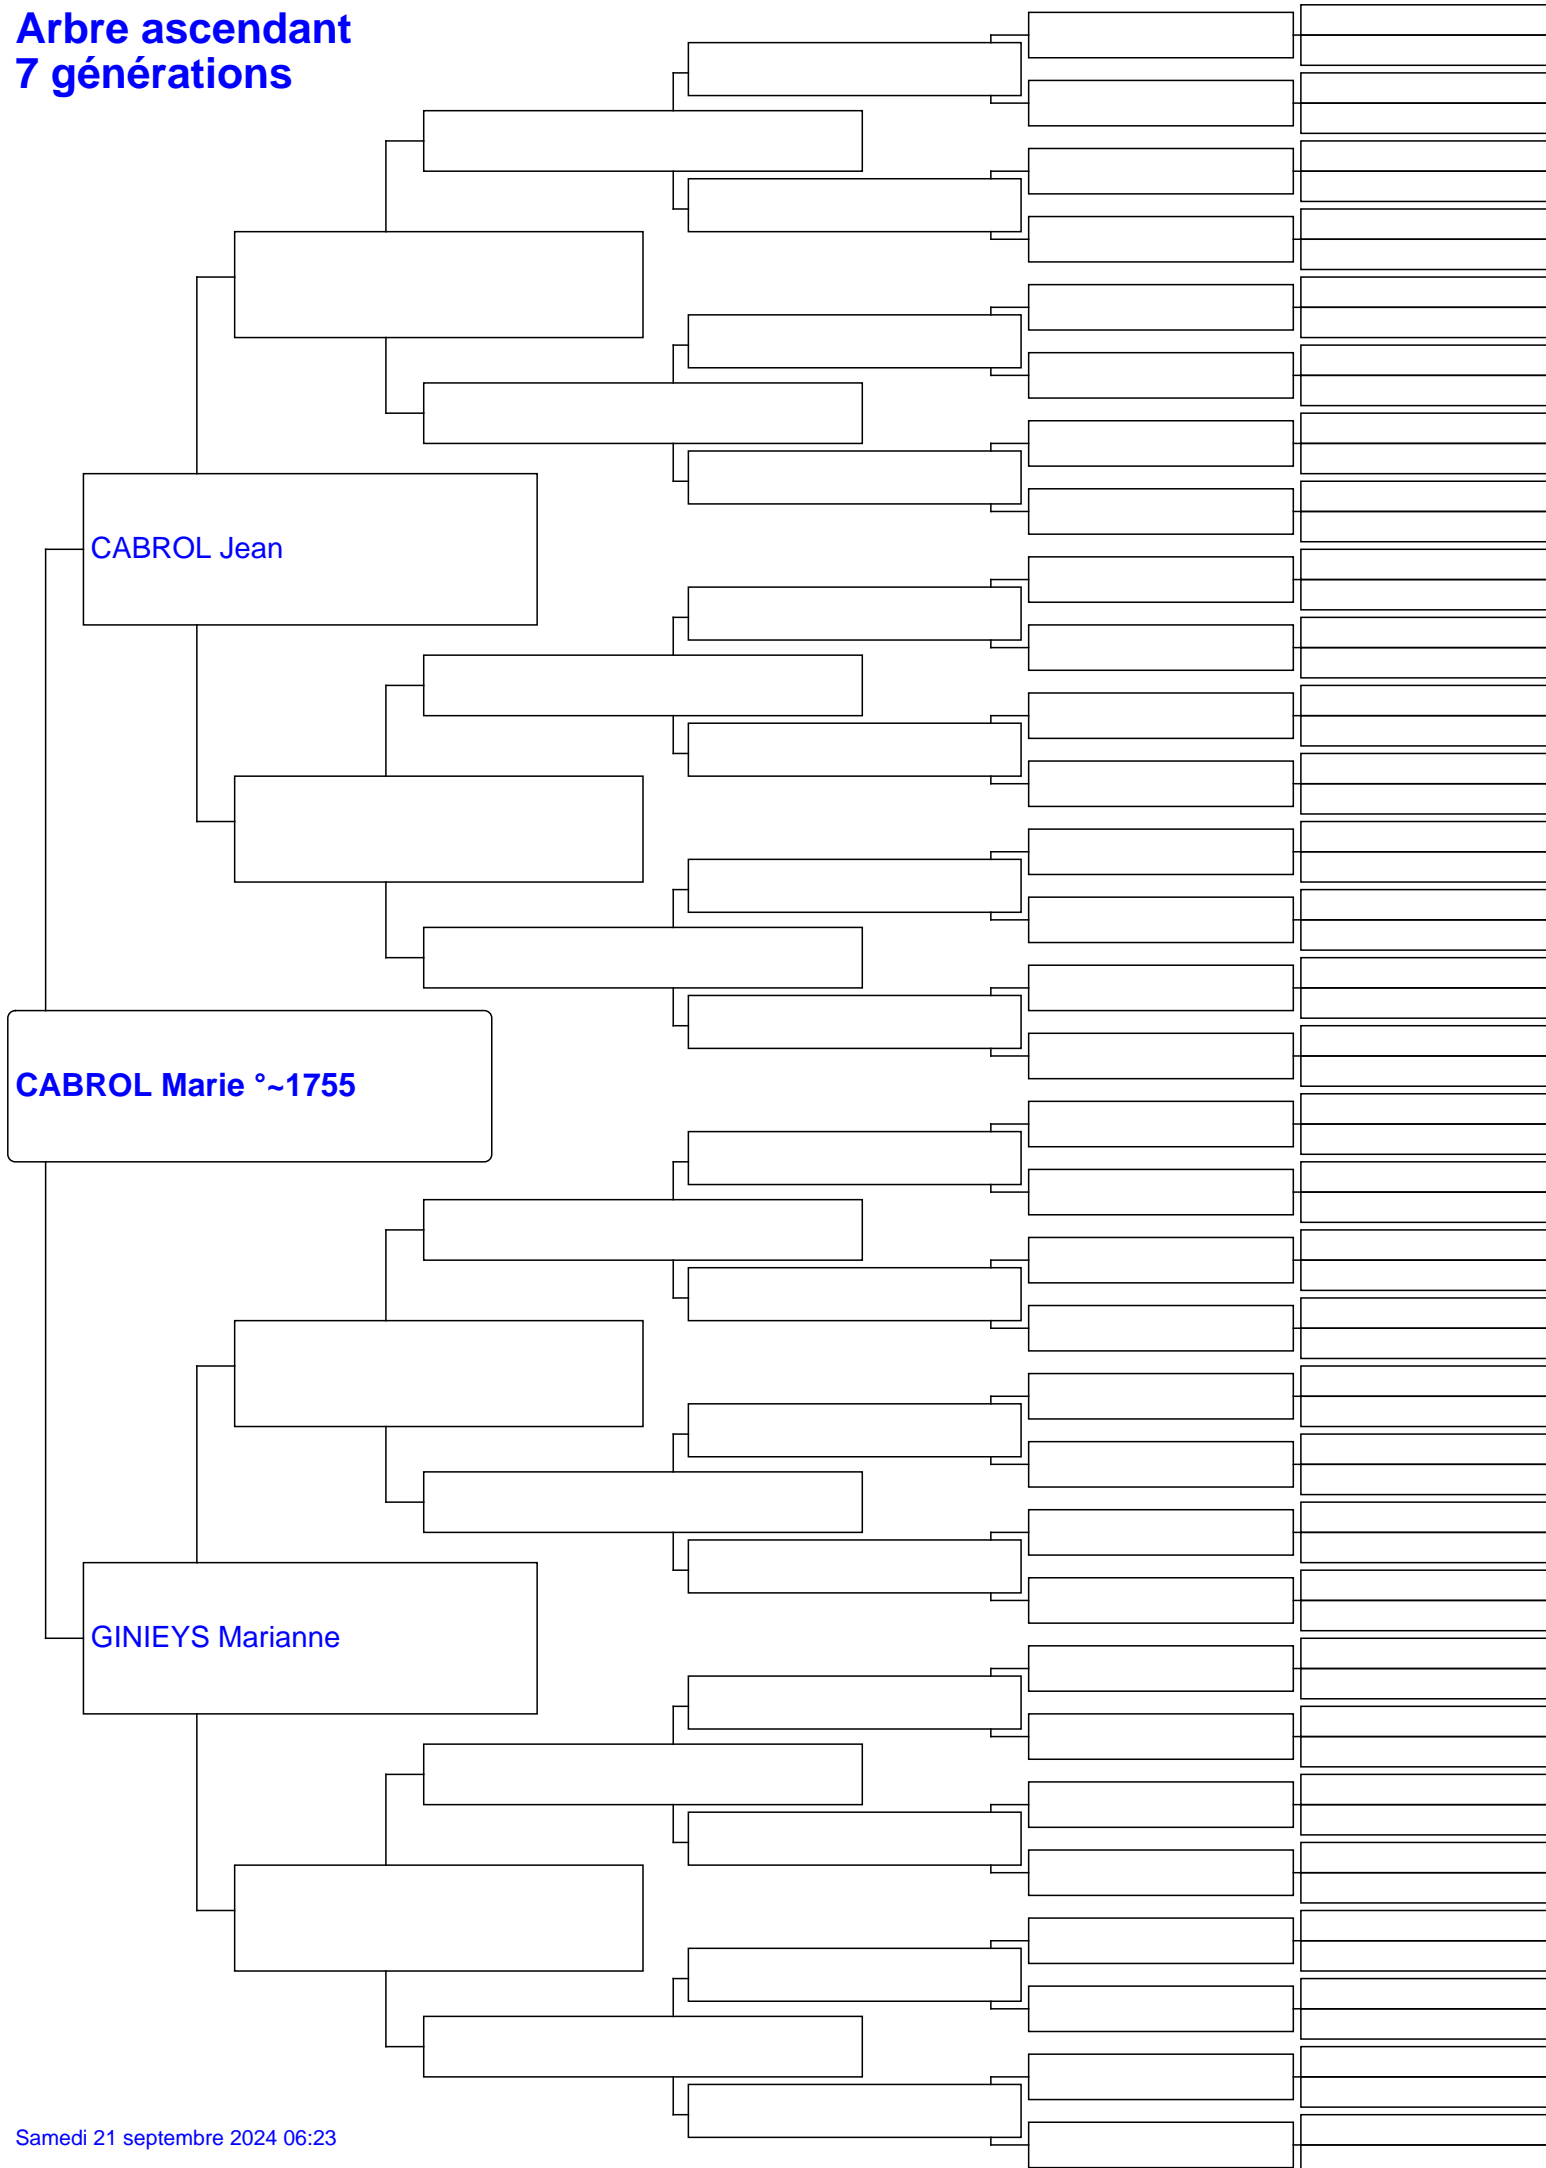 Arbre ascendant
7 générations
CABROL Jean
CABROL Marie °~1755
GINIEYS Marianne
Samedi 21 septembre 2024 06:23